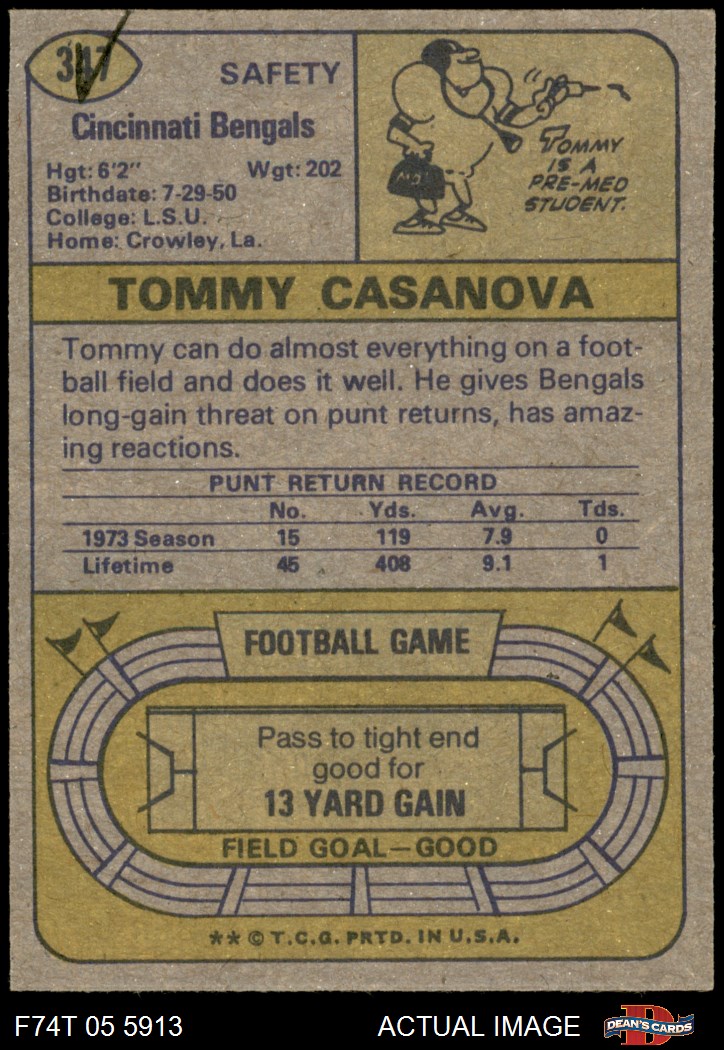 347
SAFETY
Cincinnati Bengals
Hgt: 6'2" Wgt: 202
Birthdate: 7-29-50
College: L.S.U.
Home: Crowley, La.
M.D.
TOMMY
IS A
PRE-MED
STUDENT.
TOMMY CASANOVA
Tommy can do almost everything on a foot-
ball field and does it well. He gives Bengals
long-gain threat on punt returns, has amaz-
ing reactions.
PUNT RETURN RECORD
No. Yds. Avg. Tds.
1973 Season 15 119 7.9 0
Lifetime 45 408 9.1 1
FOOTBALL GAME
Pass to tight end
good for
13 YARD GAIN
FIELD GOAL—GOOD
** © T.C.G. PRTD. IN U.S.A.
F74T 05 5913 ACTUAL IMAGE
D
DEAN'S CARDS